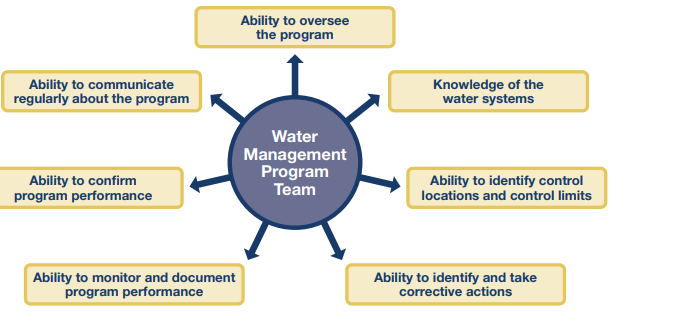 Ability to oversee
the program
Ability to communicate
regularly about the program
Knowledge of the
water systems
Water
Management
Program
Team
Ability to confirm
program performance
Ability to identify control
locations and control limits
Ability to monitor and document
program performance
Ability to identify and take
corrective actions